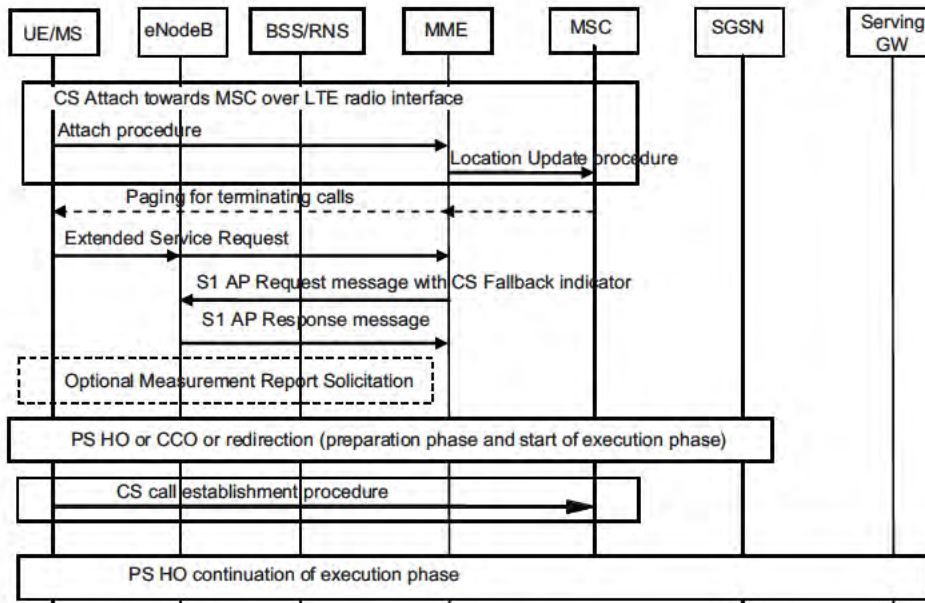 UE/MS
eNodeB
BSS/RNS
MME
MSC
SGSN
Serving
GW
CS Attach towards MSC over LTE radio interface
Attach procedure
Location Update procedure
Paging for terminating calls
Extended Service Request
S1 AP Request message with CS Fallback indicator
S1 AP Response message
Optional Measurement Report Solicitation
PS HO or CCO or redirection (preparation phase and start of execution phase)
CS call establishment procedure
PS HO continuation of execution phase